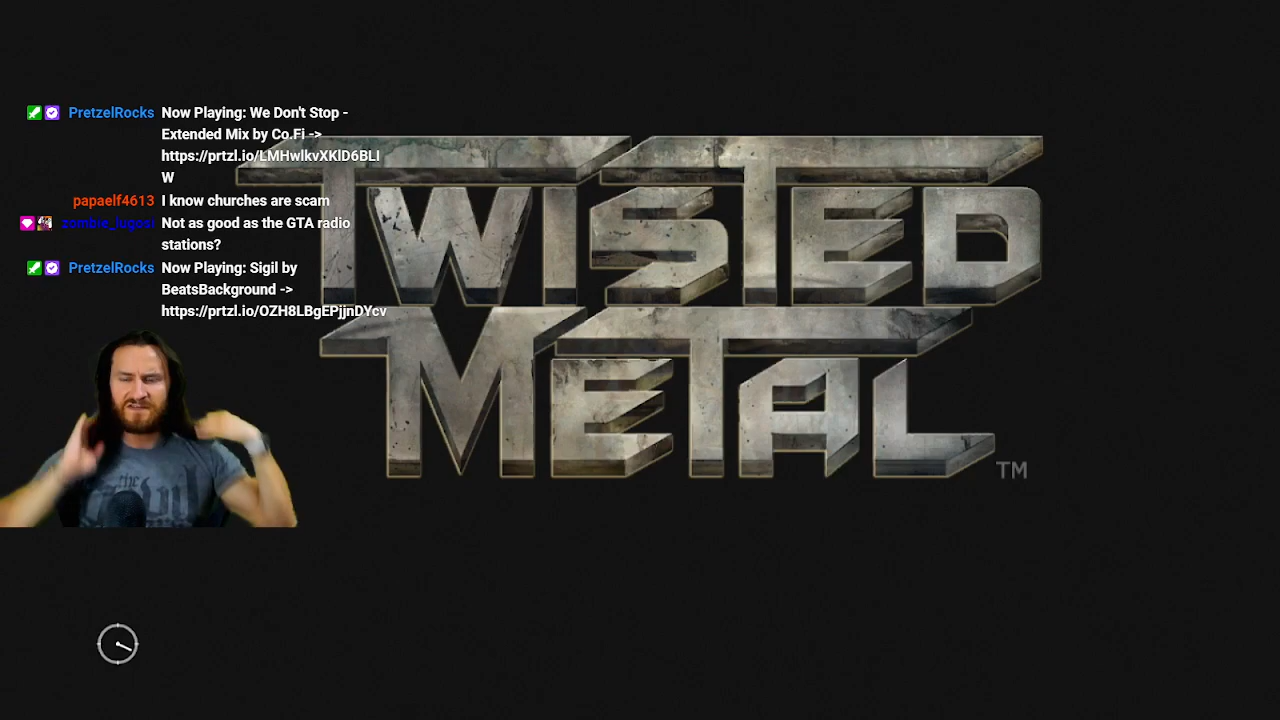 PretzelRocks Now Playing: We Don't Stop -
Extended Mix by Co.Fi ->
https://prtzl.io/LMHwlkvXKlD6BLI
W
papaelf4613 I know churches are scam
zombie_lugosi Not as good as the GTA radio
stations?
PretzelRocks Now Playing: Sigil by
BeatsBackground ->
https://prtzl.io/OZH8LBgEPjjnDYcv
TWISTED
METAL
TM